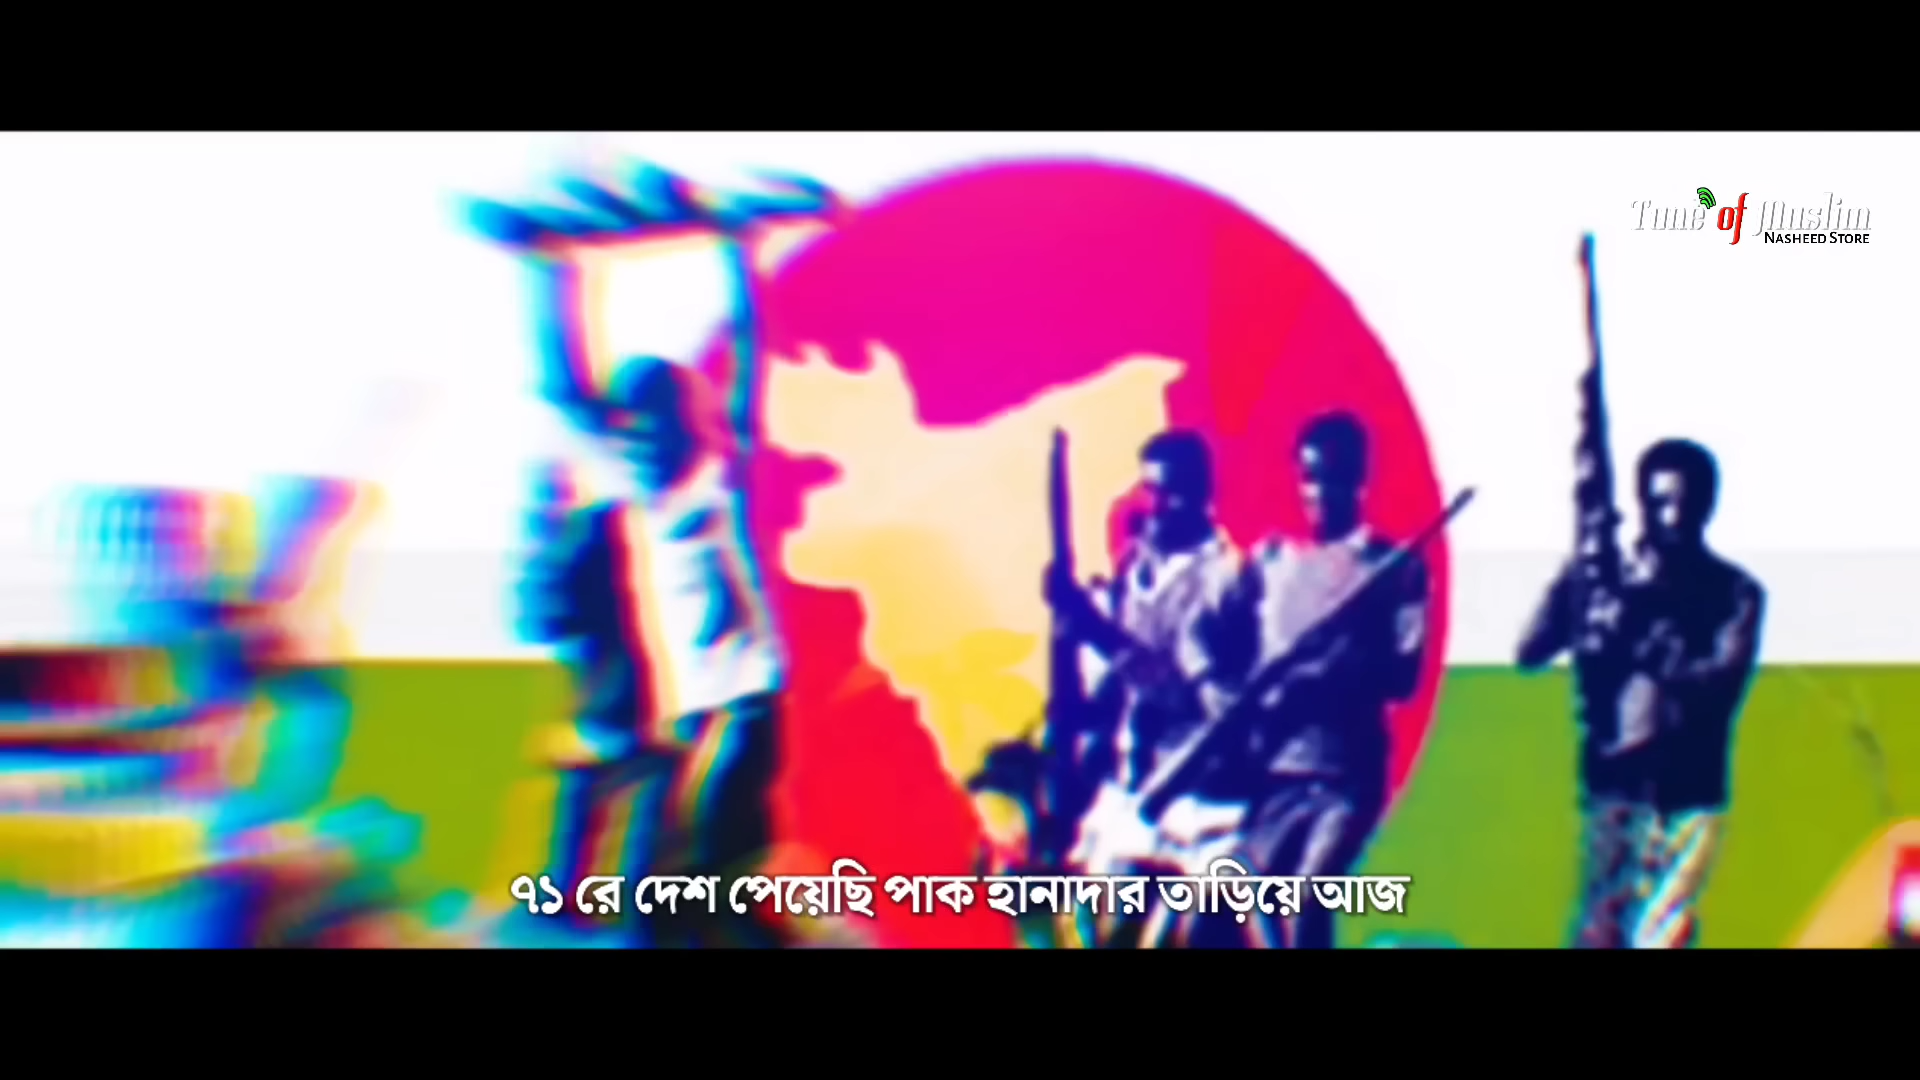 Tune of Muslim
NASHEED STORE
৭১ রে দেশ পেয়েছি পাক হানাদার তাড়িয়ে আজ